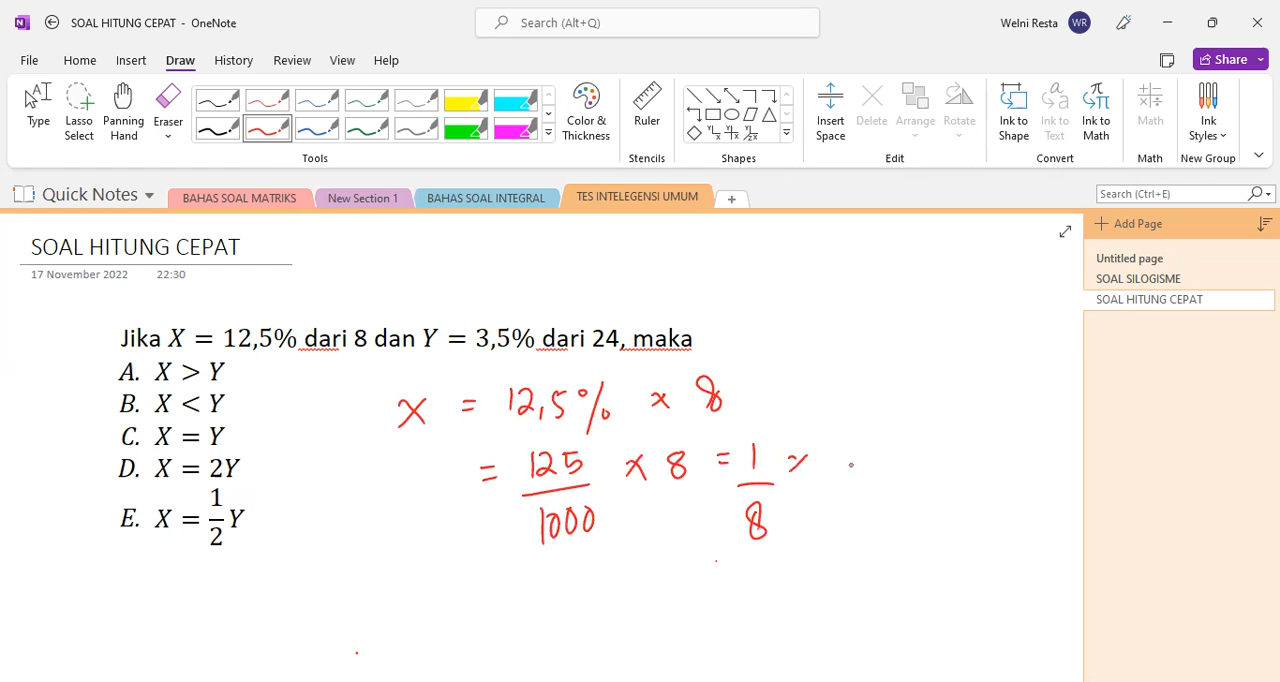 SOAL HITUNG CEPAT - OneNote
Search (Alt+Q)
Welni Resta WR
File Home Insert Draw History Review View Help
Share
Type
Lasso Select
Panning Hand
Eraser
Color & Thickness
Ruler
Insert Space
Delete
Arrange
Rotate
Ink to Shape
Ink to Text
Ink to Math
Math
Ink Styles
Tools Stencils Shapes Edit Convert Math New Group
Quick Notes
BAHAS SOAL MATRIKS
New Section 1
BAHAS SOAL INTEGRAL
TES INTELEGENSI UMUM
Search (Ctrl+E)
Add Page
Untitled page
SOAL SILOGISME
SOAL HITUNG CEPAT
SOAL HITUNG CEPAT
17 November 2022 22:30
Jika X = 12,5% dari 8 dan Y = 3,5% dari 24, maka
A. X > Y
B. X < Y
C. X = Y
D. X = 2Y
E. X = 1/2 Y
x = 12,5% x 8
= 125/1000 x 8 = 1/8 x